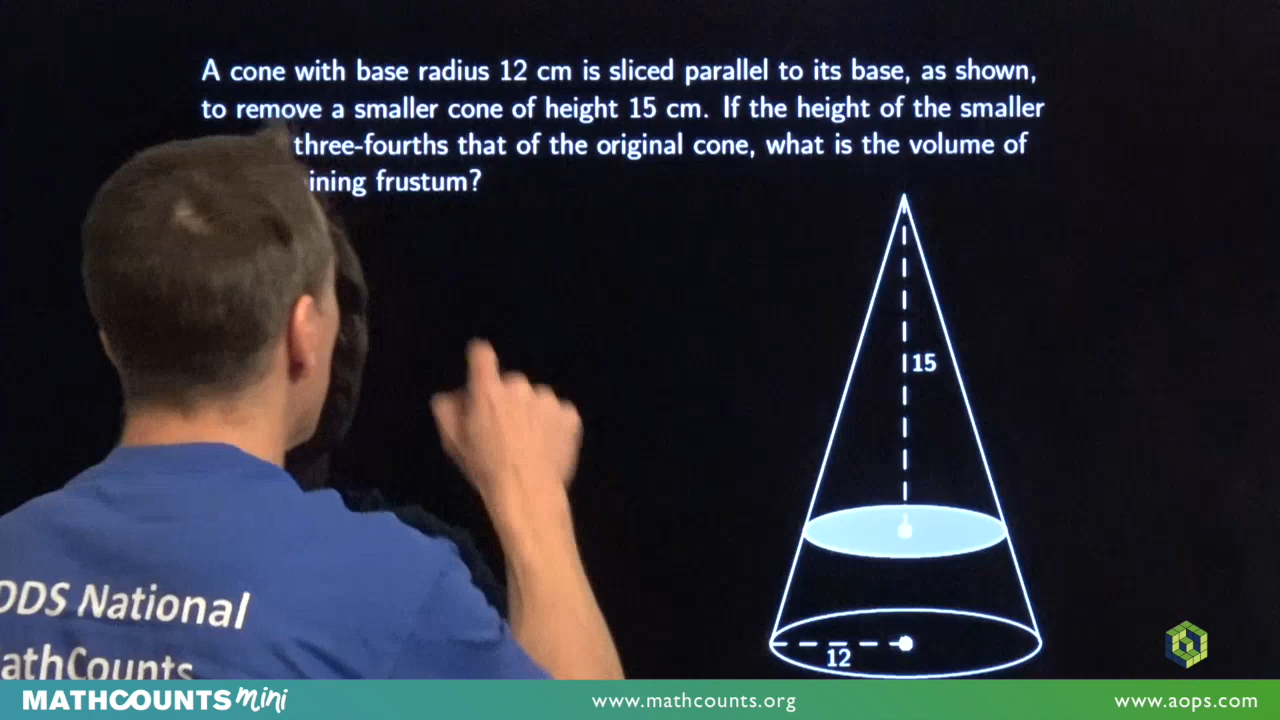 A cone with base radius 12 cm is sliced parallel to its base, as shown,
to remove a smaller cone of height 15 cm. If the height of the smaller
three-fourths that of the original cone, what is the volume of
ining frustum?
15
12
DDS National
MathCounts
MATHCOUNTS mini
www.mathcounts.org
www.aops.com